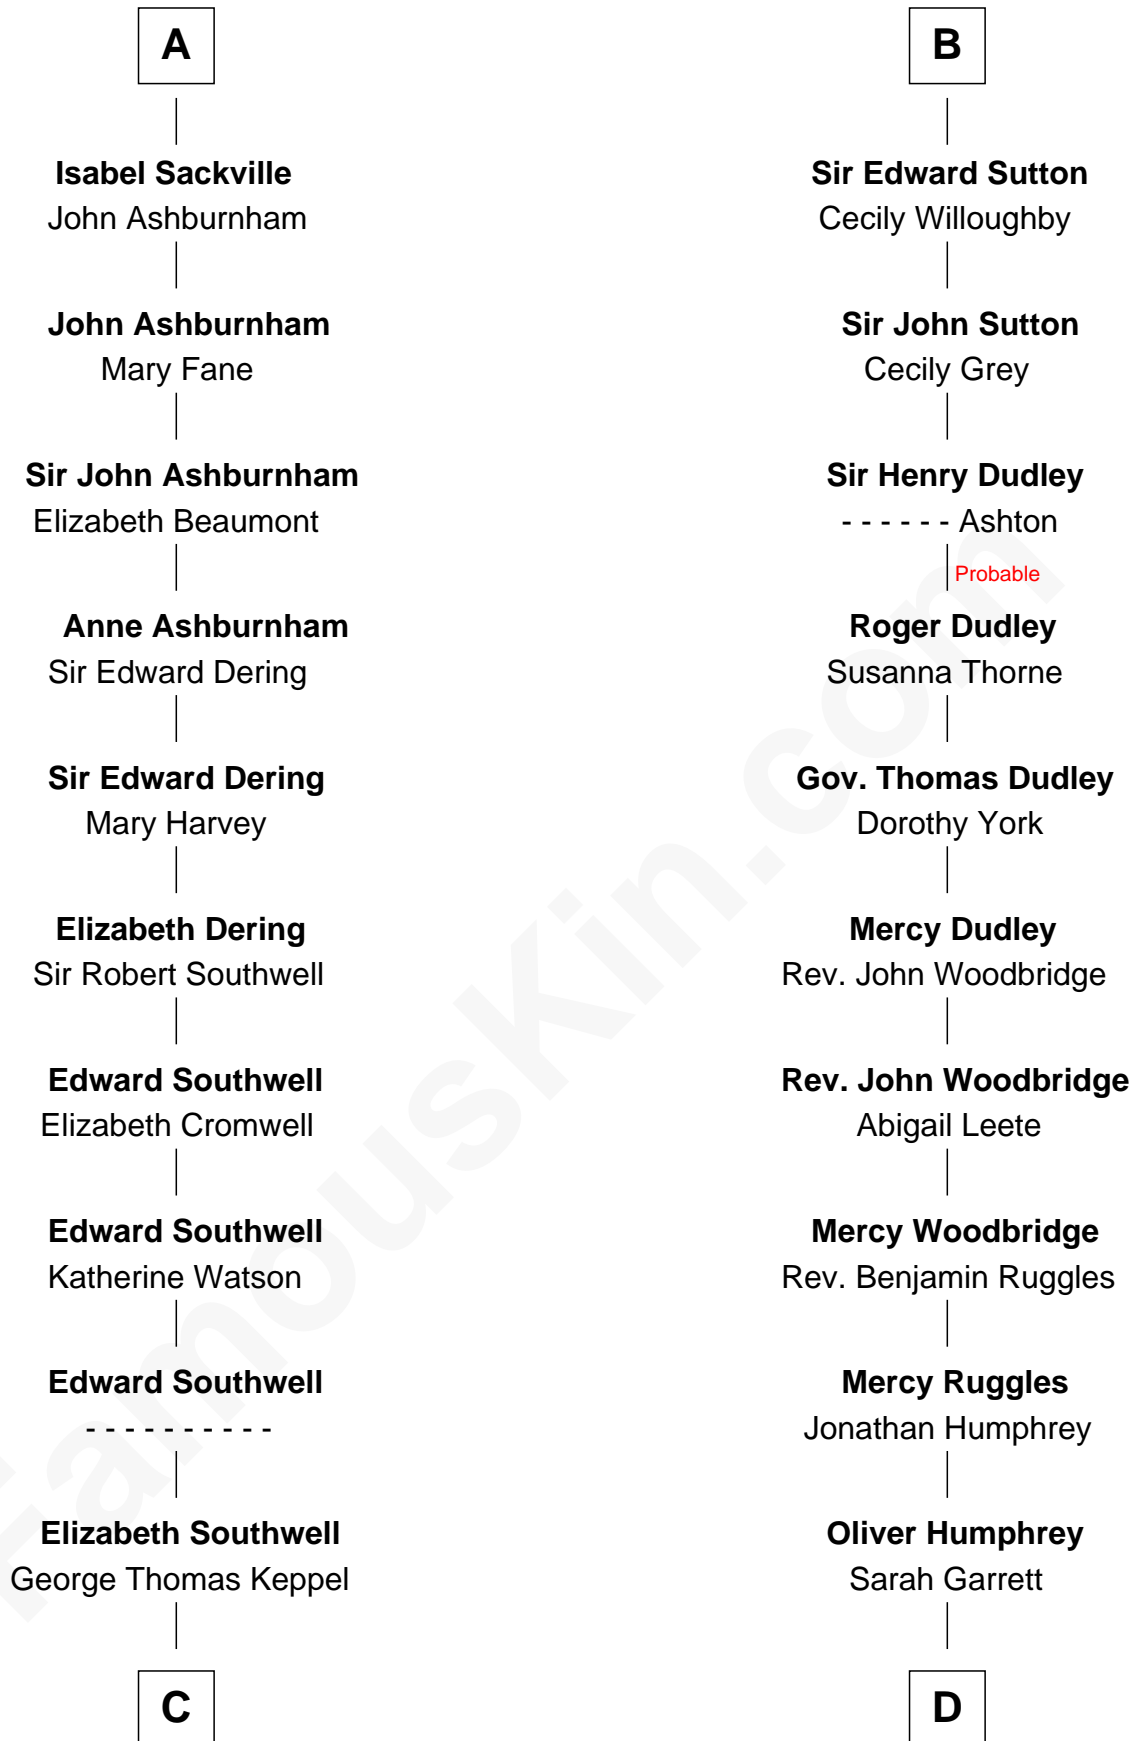 A
Isabel Sackville
John Ashburnham
John Ashburnham
Mary Fane
Sir John Ashburnham
Elizabeth Beaumont
Anne Ashburnham
Sir Edward Dering
Sir Edward Dering
Mary Harvey
Elizabeth Dering
Sir Robert Southwell
Edward Southwell
Elizabeth Cromwell
Edward Southwell
Katherine Watson
Edward Southwell
- - - - - - - - - -
Elizabeth Southwell
George Thomas Keppel
C
B
Sir Edward Sutton
Cecily Willoughby
Sir John Sutton
Cecily Grey
Sir Henry Dudley
- - - - - - Ashton
Probable
Roger Dudley
Susanna Thorne
Gov. Thomas Dudley
Dorothy York
Mercy Dudley
Rev. John Woodbridge
Rev. John Woodbridge
Abigail Leete
Mercy Woodbridge
Rev. Benjamin Ruggles
Mercy Ruggles
Jonathan Humphrey
Oliver Humphrey
Sarah Garrett
D
FamousKin.com